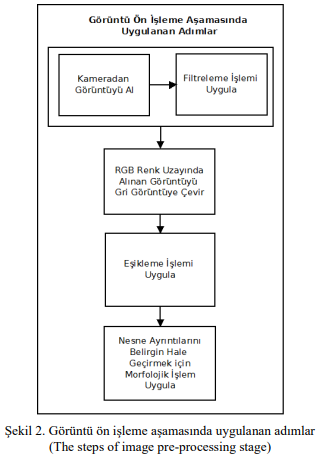 Görüntü Ön İşleme Aşamasında
Uygulanan Adımlar
Kameradan
Görüntüyü Al
Filtreleme İşlemi
Uygula
RGB Renk Uzayında
Alınan Görüntüyü
Gri Görüntüye Çevir
Eşikleme İşlemi
Uygula
Nesne Ayrıntılarını
Belirgin Hale
Geçirmek için
Morfolojik İşlem
Uygula
Şekil 2. Görüntü ön işleme aşamasında uygulanan adımlar
(The steps of image pre-processing stage)